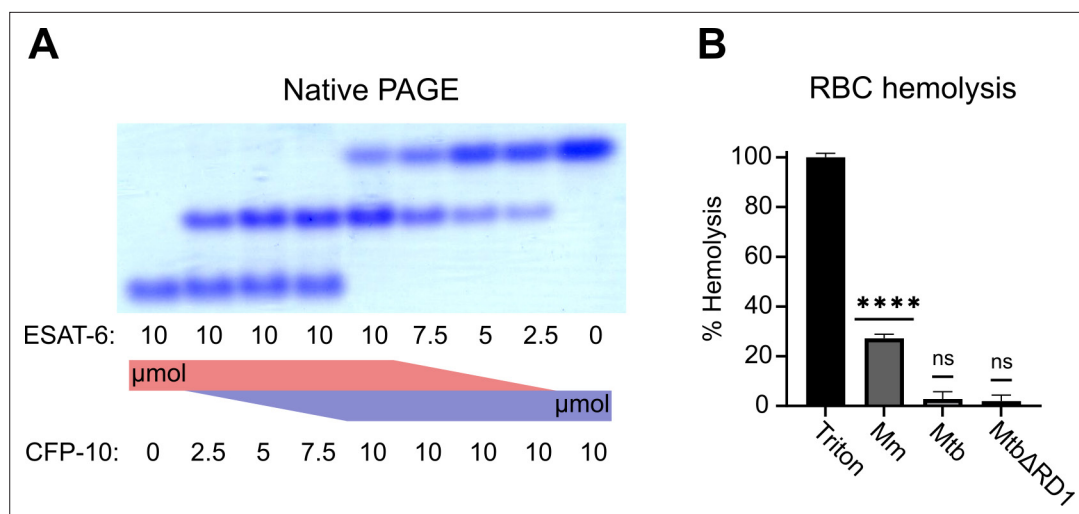 A
Native PAGE
ESAT-6: 10 10 10 10 10 7.5 5 2.5 0
µmol
µmol
CFP-10: 0 2.5 5 7.5 10 10 10 10 10
B
RBC hemolysis
% Hemolysis
100
80
60
40
20
0
****
ns
ns
Triton
Mm
Mtb
MtbΔRD1